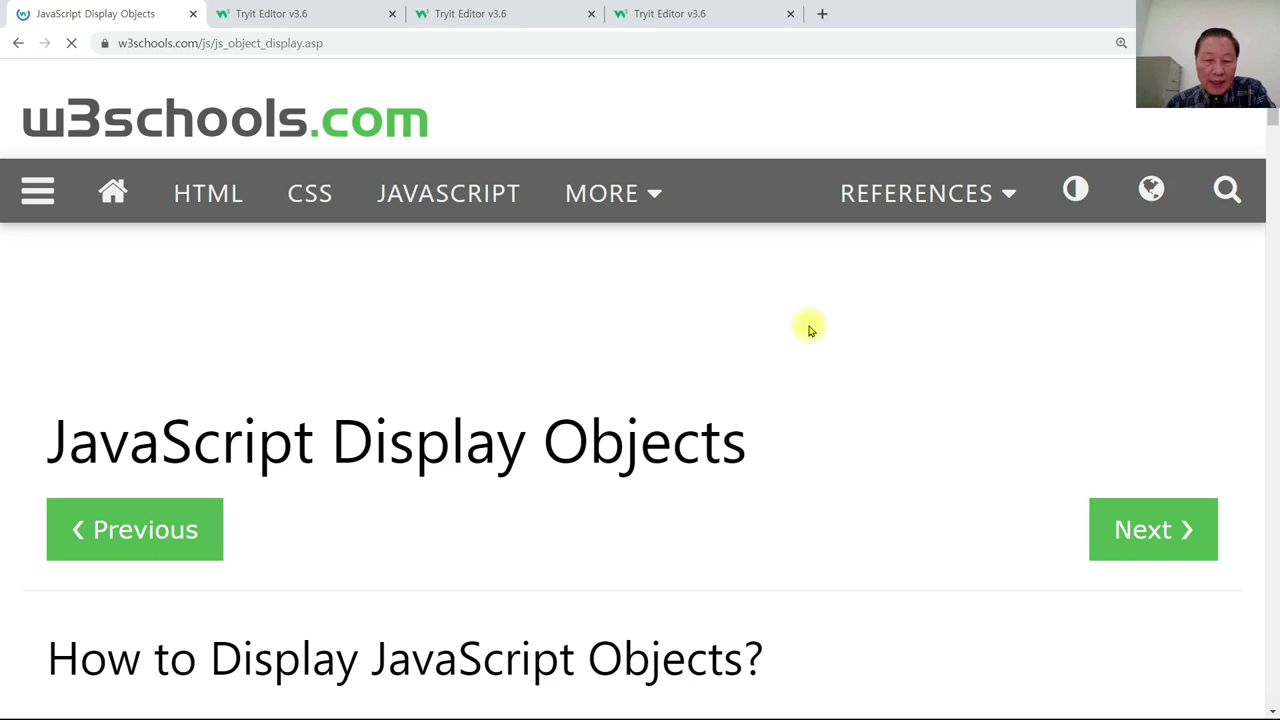 JavaScript Display Objects
Tryit Editor v3.6
Tryit Editor v3.6
Tryit Editor v3.6
w3schools.com/js/js_object_display.asp
w3schools.com
HTML
CSS
JAVASCRIPT
MORE
REFERENCES
JavaScript Display Objects
❮ Previous
Next ❯
How to Display JavaScript Objects?